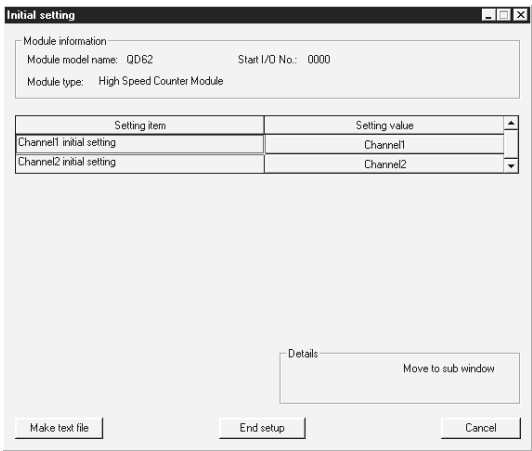 Initial setting
Module information
Module model name: QD62 Start I/O No.: 0000
Module type: High Speed Counter Module
Setting item Setting value
Channel1 initial setting Channel1
Channel2 initial setting Channel2
Details
Move to sub window
Make text file End setup Cancel